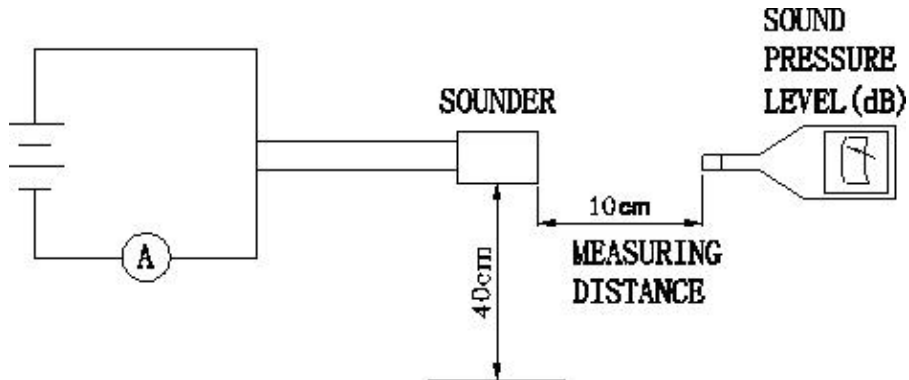 SOUND
PRESSURE
LEVEL(dB)
SOUNDER
10cm
MEASURING
DISTANCE
A
40cm